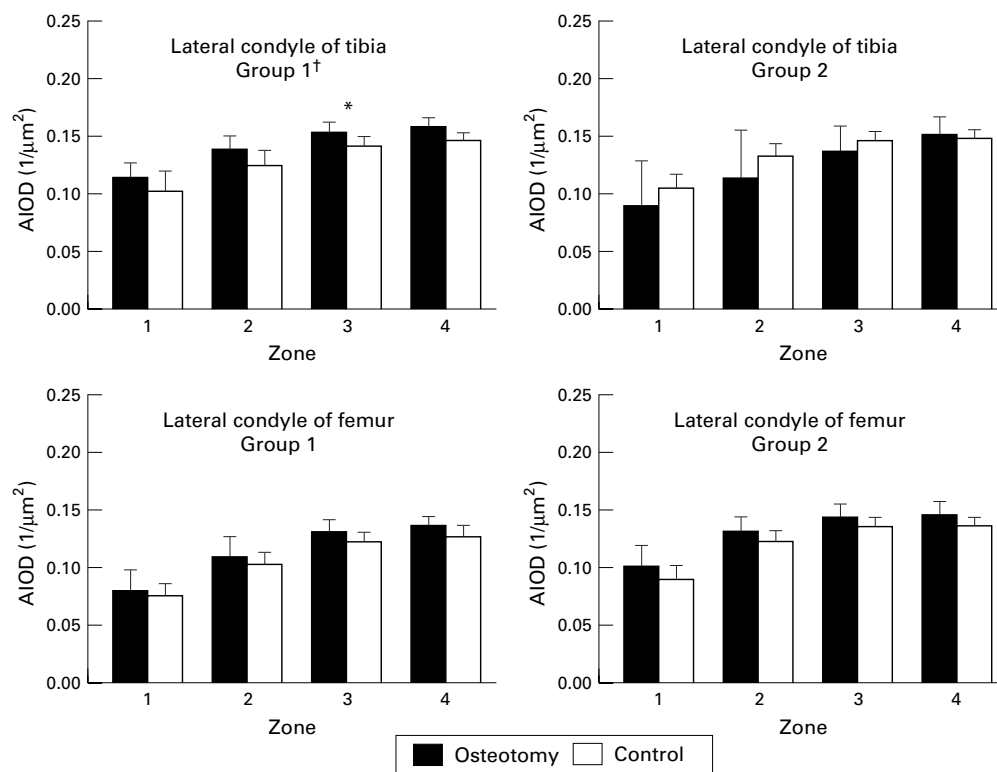 Lateral condyle of tibia
Group 1†
AIOD (1/μm²)
0.25
0.20
0.15
0.10
0.05
0.00
*
1 2 3 4
Zone
Lateral condyle of tibia
Group 2
AIOD (1/μm²)
0.25
0.20
0.15
0.10
0.05
0.00
1 2 3 4
Zone
Lateral condyle of femur
Group 1
AIOD (1/μm²)
0.25
0.20
0.15
0.10
0.05
0.00
1 2 3 4
Zone
Lateral condyle of femur
Group 2
AIOD (1/μm²)
0.25
0.20
0.15
0.10
0.05
0.00
1 2 3 4
Zone
Osteotomy Control